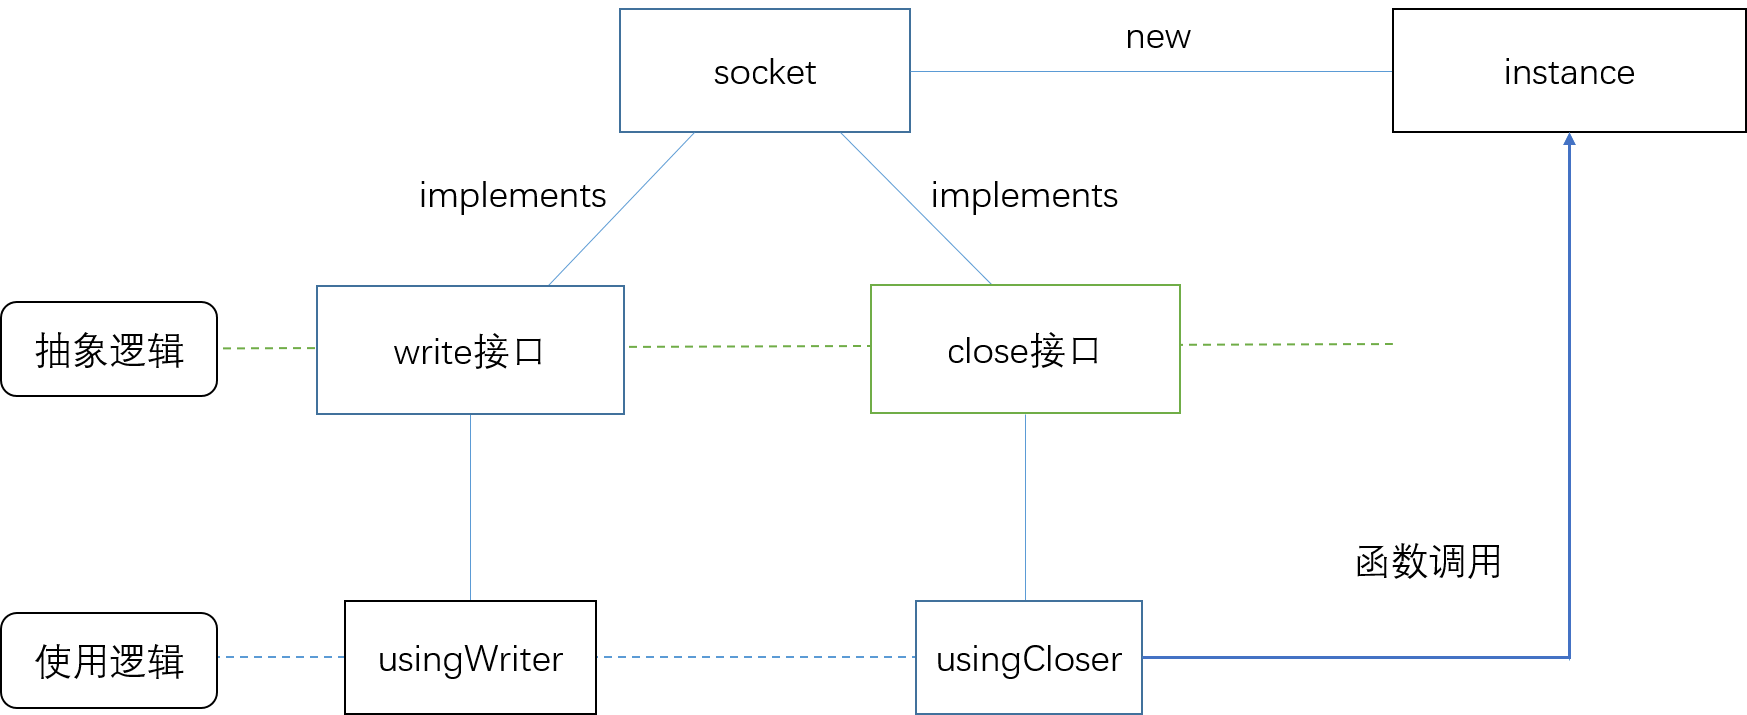 new
socket
instance
implements
implements
抽象逻辑
write接口
close接口
函数调用
使用逻辑
usingWriter
usingCloser